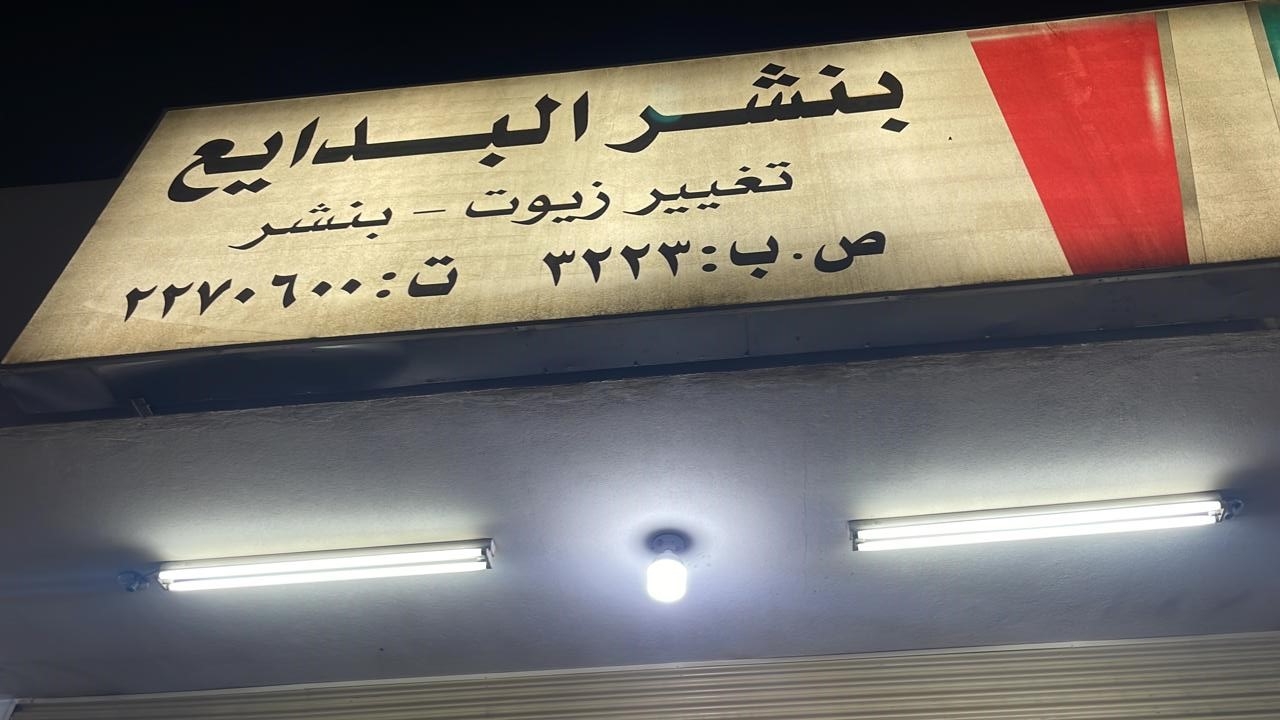 بنشر البدايع
تغيير زيوت - بنشر
ص.ب:٣٢٢٣ ت:٢٢٧٠٦٠٠